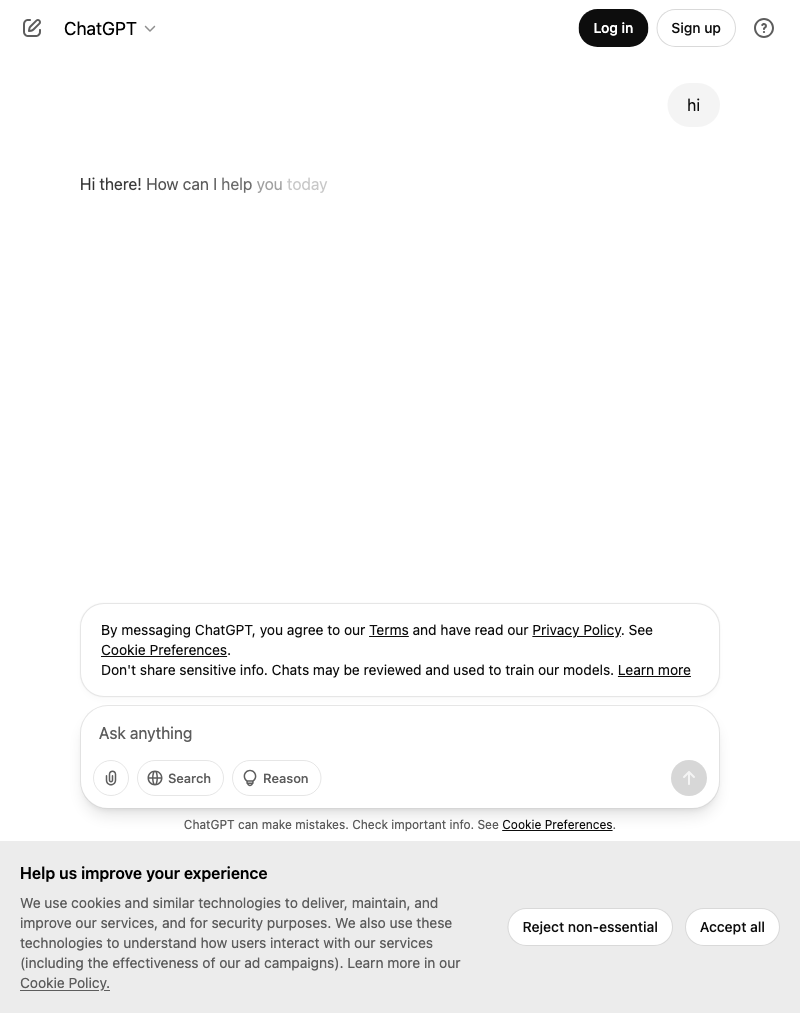 ChatGPT
Log in
Sign up
hi
Hi there! How can I help you today
By messaging ChatGPT, you agree to our Terms and have read our Privacy Policy. See
Cookie Preferences.
Don't share sensitive info. Chats may be reviewed and used to train our models. Learn more
Ask anything
Search
Reason
ChatGPT can make mistakes. Check important info. See Cookie Preferences.
Help us improve your experience
We use cookies and similar technologies to deliver, maintain, and
improve our services, and for security purposes. We also use these
technologies to understand how users interact with our services
(including the effectiveness of our ad campaigns). Learn more in our
Cookie Policy.
Reject non-essential
Accept all